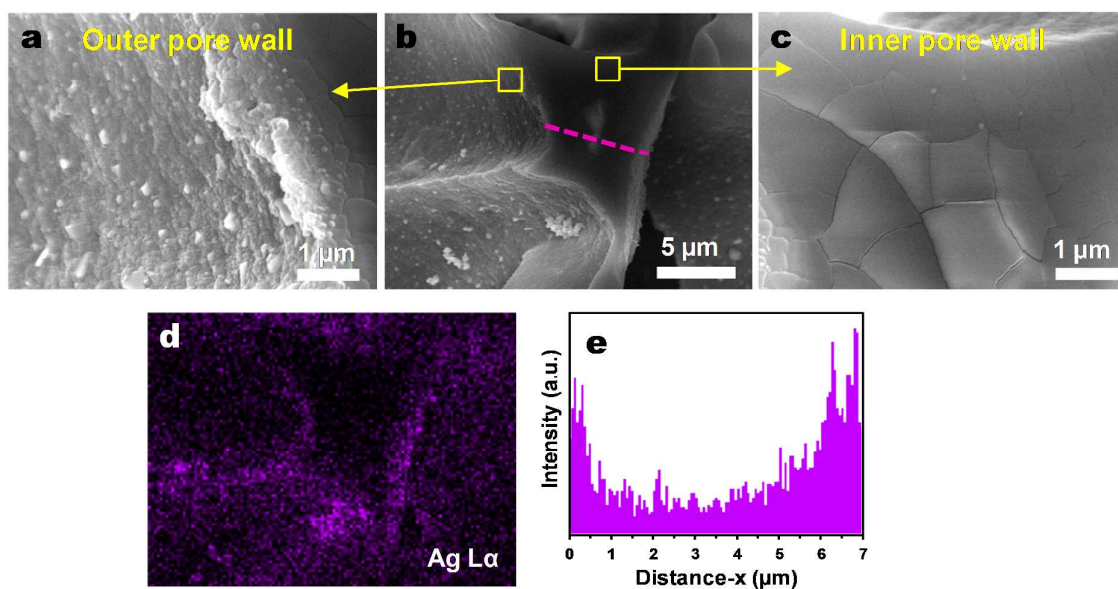 a
Outer pore wall
1 µm
b
5 µm
c
Inner pore wall
1 µm
d
Ag Lα
e
Intensity (a.u.)
0 1 2 3 4 5 6 7
Distance-x (µm)